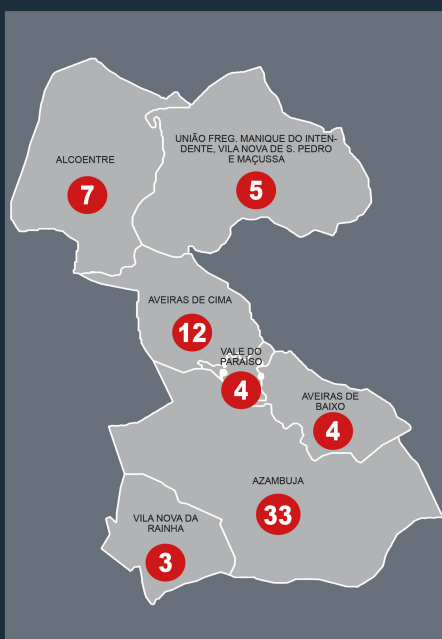 UNIÃO FREG. MANIQUE DO INTEN-
DENTE, VILA NOVA DE S. PEDRO
E MAÇUSSA
5
ALCOENTRE
7
AVEIRAS DE CIMA
12
VALE DO
PARAÍSO
4
AVEIRAS DE
BAIXO
4
AZAMBUJA
33
VILA NOVA DA
RAINHA
3